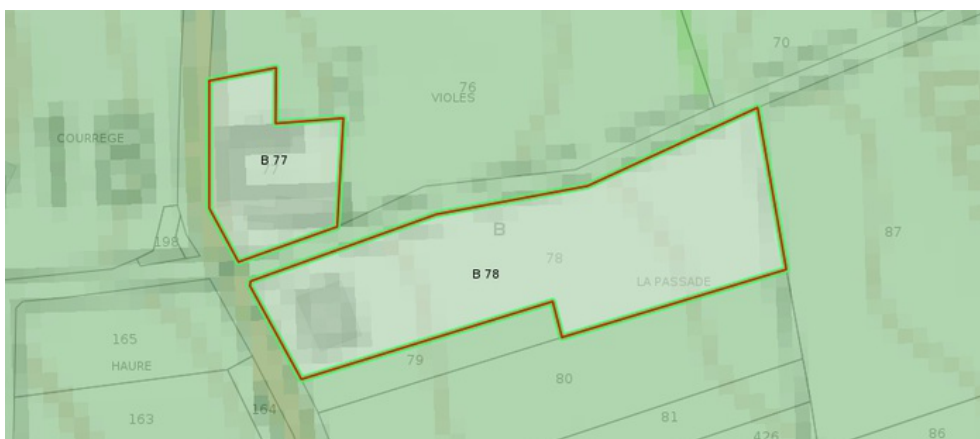 70
76
VIOLES
COURREGE
B 77
77
198
B
87
78
B 78
LA PASSADE
165
79
HAURE
80
164
163
81
426
86